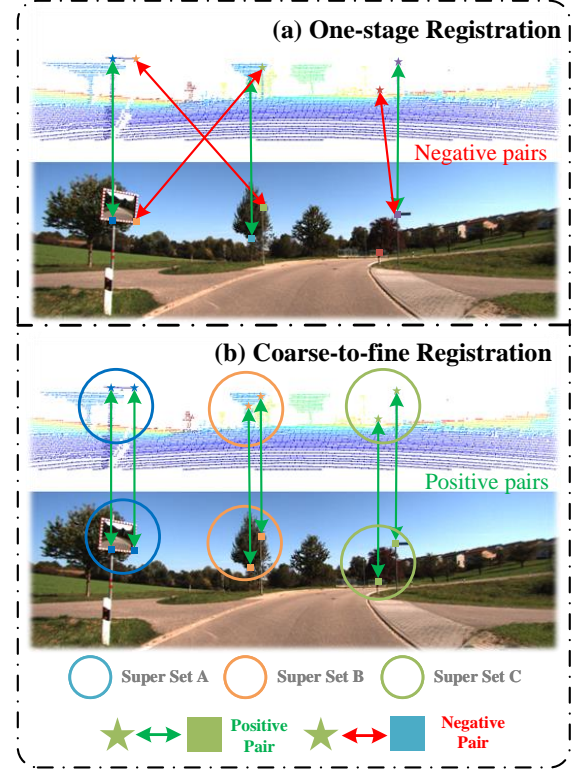 (a) One-stage Registration
Negative pairs
(b) Coarse-to-fine Registration
Positive pairs
Super Set A
Super Set B
Super Set C
Positive
Pair
Negative
Pair